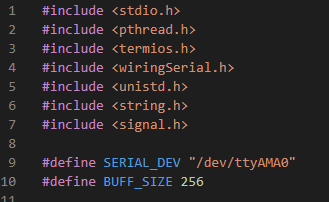 1 #include <stdio.h>
2 #include <pthread.h>
3 #include <termios.h>
4 #include <wiringSerial.h>
5 #include <unistd.h>
6 #include <string.h>
7 #include <signal.h>
8
9 #define SERIAL_DEV "/dev/ttyAMA0"
10 #define BUFF_SIZE 256